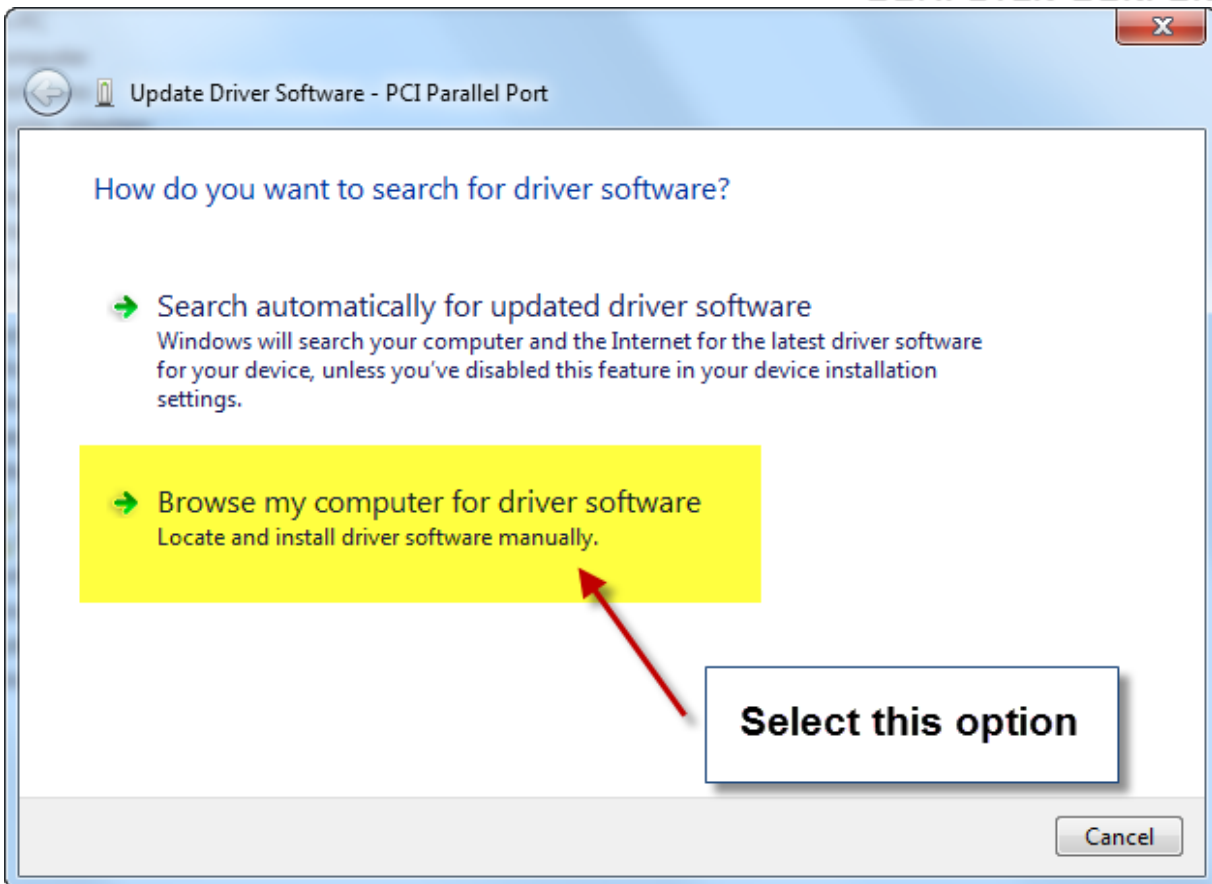 Update Driver Software - PCI Parallel Port
How do you want to search for driver software?
Search automatically for updated driver software
Windows will search your computer and the Internet for the latest driver software
for your device, unless you've disabled this feature in your device installation
settings.
Browse my computer for driver software
Locate and install driver software manually.
Select this option
Cancel